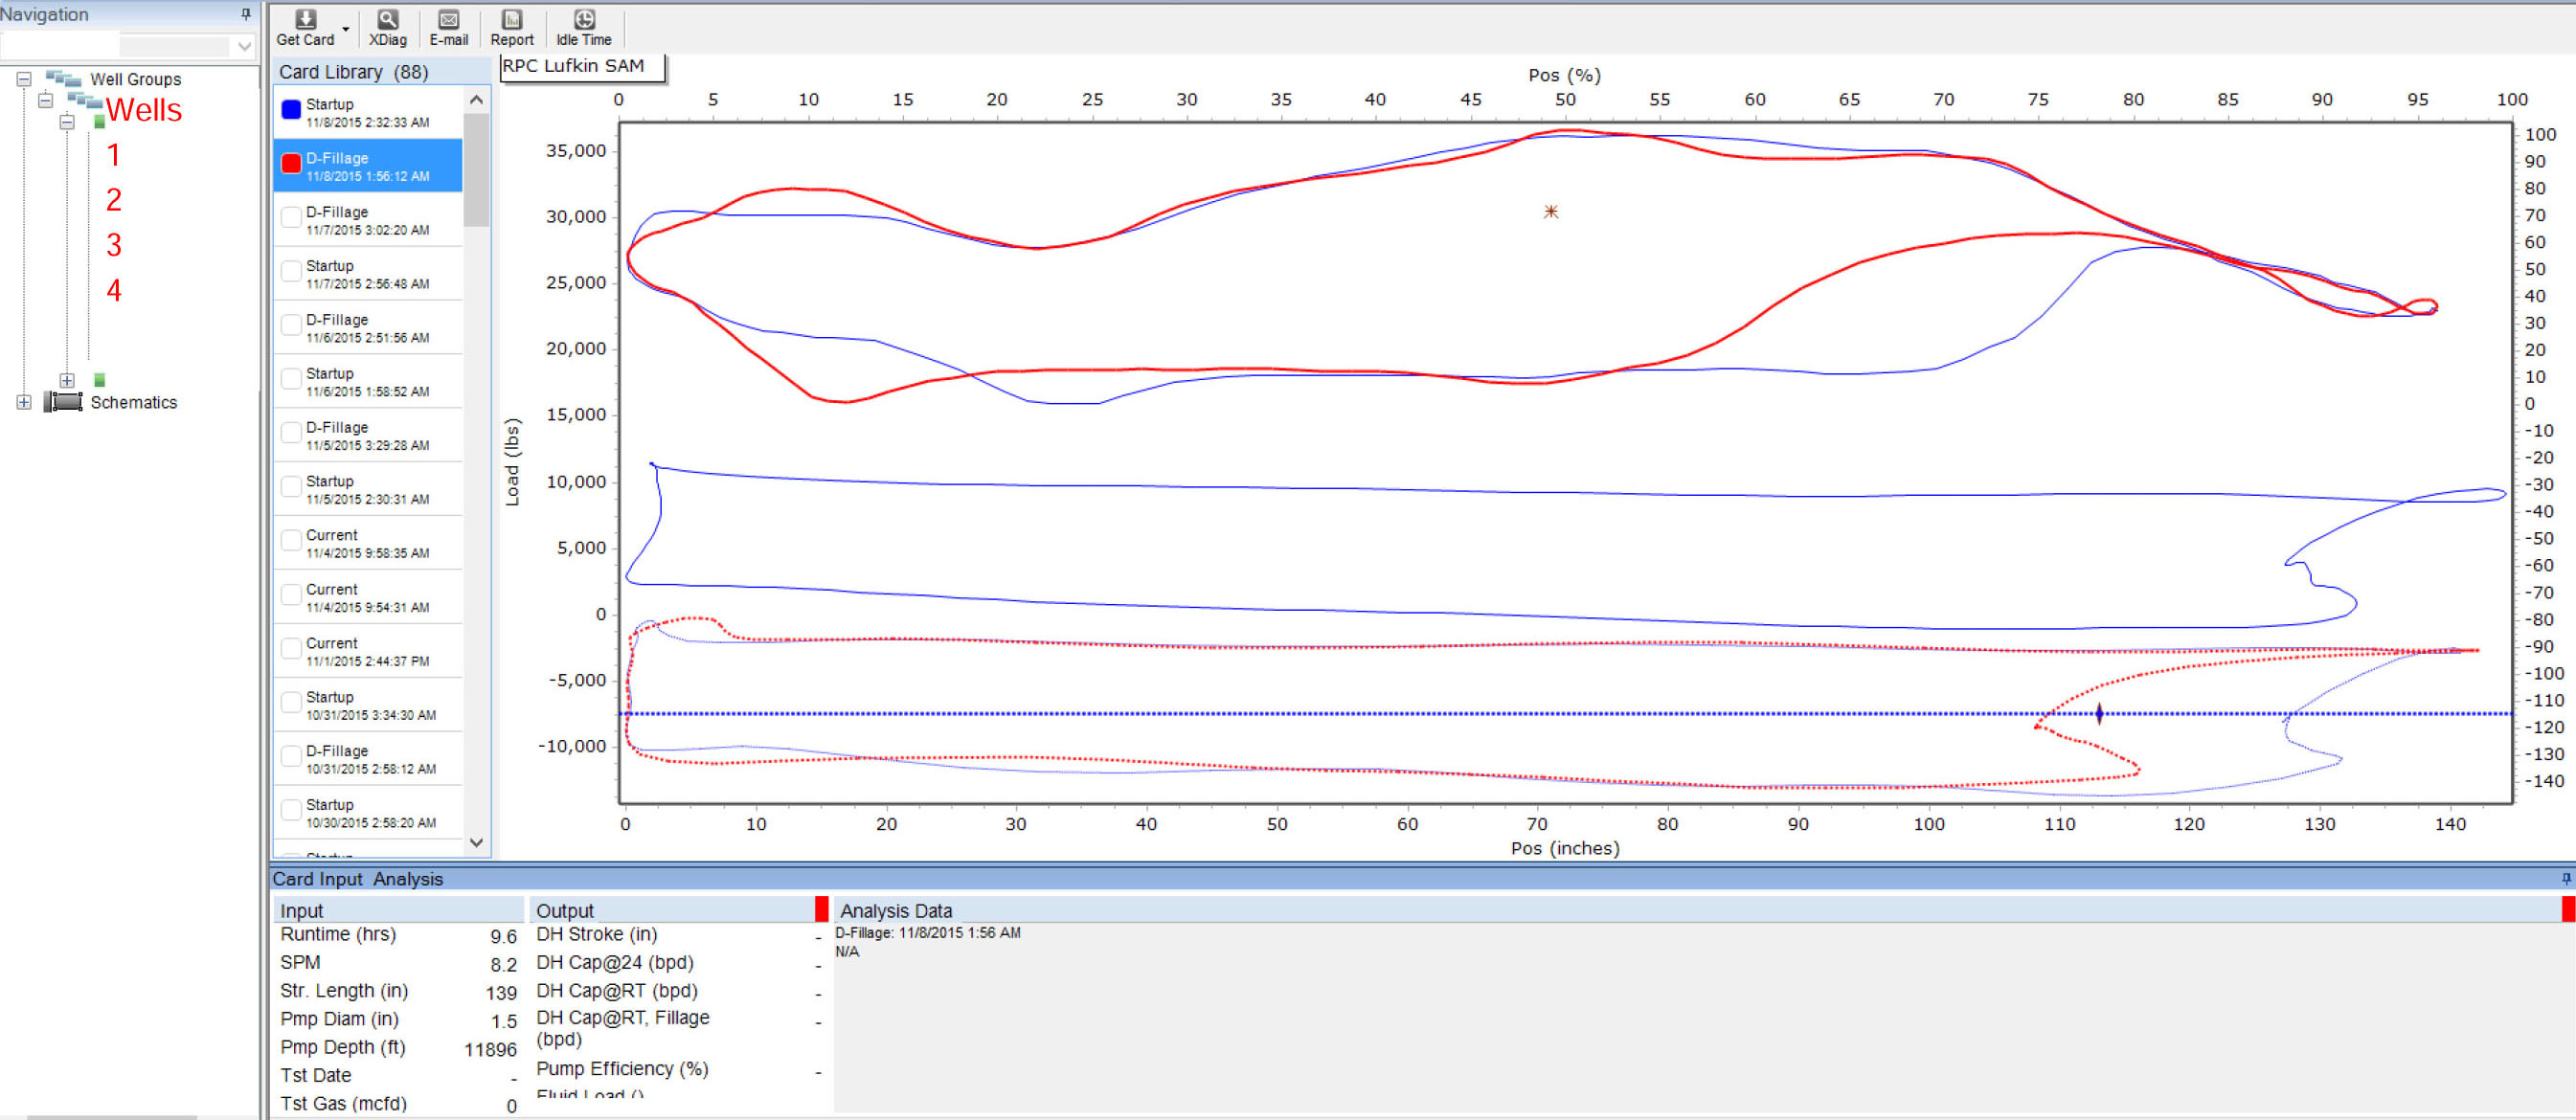 Navigation
Well Groups
Wells
1
2
3
4
Schematics
Get Card
XDiag
E-mail
Report
Idle Time
Card Library (88)
Startup
11/8/2015 2:32:33 AM
D-Fillage
11/8/2015 1:56:12 AM
D-Fillage
11/7/2015 3:02:20 AM
Startup
11/7/2015 2:56:48 AM
D-Fillage
11/6/2015 2:51:56 AM
Startup
11/6/2015 1:58:52 AM
D-Fillage
11/5/2015 3:29:28 AM
Startup
11/5/2015 2:30:31 AM
Current
11/4/2015 9:58:35 AM
Current
11/4/2015 9:54:31 AM
Current
11/1/2015 2:44:37 PM
Startup
10/31/2015 3:34:30 AM
D-Fillage
10/31/2015 2:58:12 AM
Startup
10/30/2015 2:58:20 AM
Startup
RPC Lufkin SAM
Pos (%)
0 5 10 15 20 25 30 35 40 45 50 55 60 65 70 75 80 85 90 95 100
Load (lbs)
35,000
30,000
25,000
20,000
15,000
10,000
5,000
0
-5,000
-10,000
100
90
80
70
60
50
40
30
20
10
0
-10
-20
-30
-40
-50
-60
-70
-80
-90
-100
-110
-120
-130
-140
0 10 20 30 40 50 60 70 80 90 100 110 120 130 140
Pos (inches)
Card Input Analysis
Input
Runtime (hrs) 9.6
SPM 8.2
Str. Length (in) 139
Pmp Diam (in) 1.5
Pmp Depth (ft) 11896
Tst Date -
Tst Gas (mcfd) 0
Output
DH Stroke (in) -
DH Cap@24 (bpd) -
DH Cap@RT (bpd) -
DH Cap@RT, Fillage -
(bpd)
Pump Efficiency (%) -
Fluid Load ()
Analysis Data
D-Fillage: 11/8/2015 1:56 AM
N/A